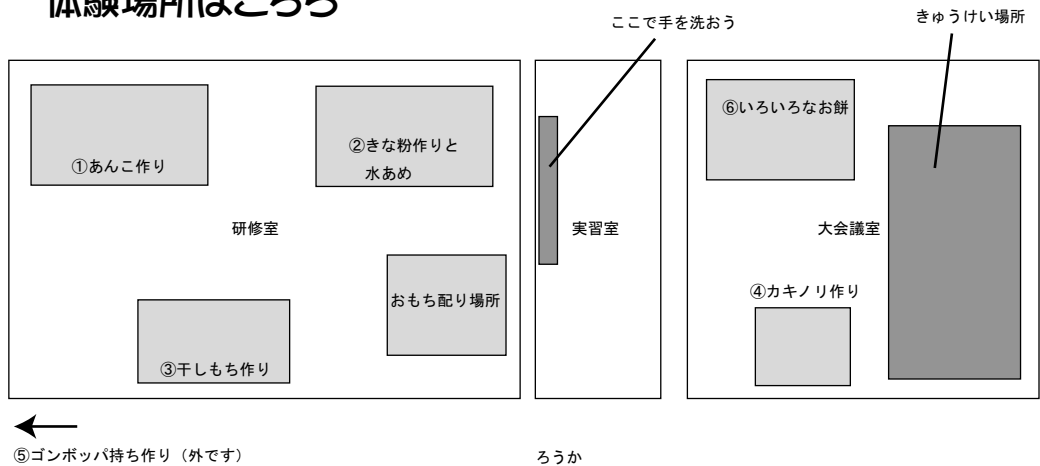 体験場所はこちら
ここで手を洗おう
きゅうけい場所
①あんこ作り
②きな粉作りと
水あめ
研修室
おもち配り場所
③干しもち作り
実習室
⑥いろいろなお餅
大会議室
④カキノリ作り
⑤ゴンボッパ持ち作り（外です）
ろうか